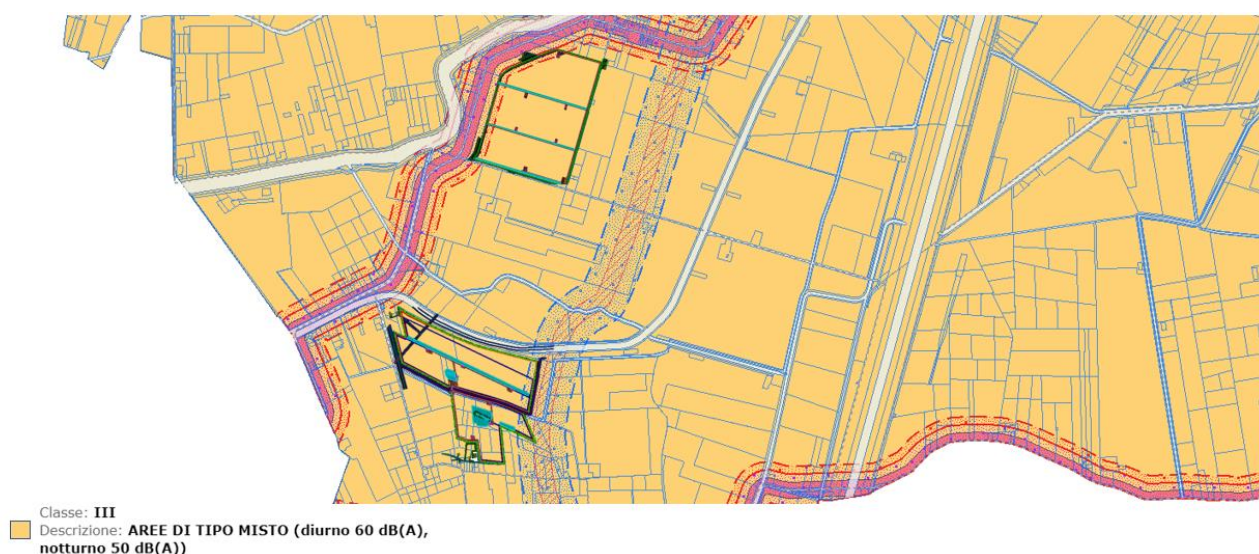 Classe: III
Descrizione: AREE DI TIPO MISTO (diurno 60 dB(A),
notturno 50 dB(A))